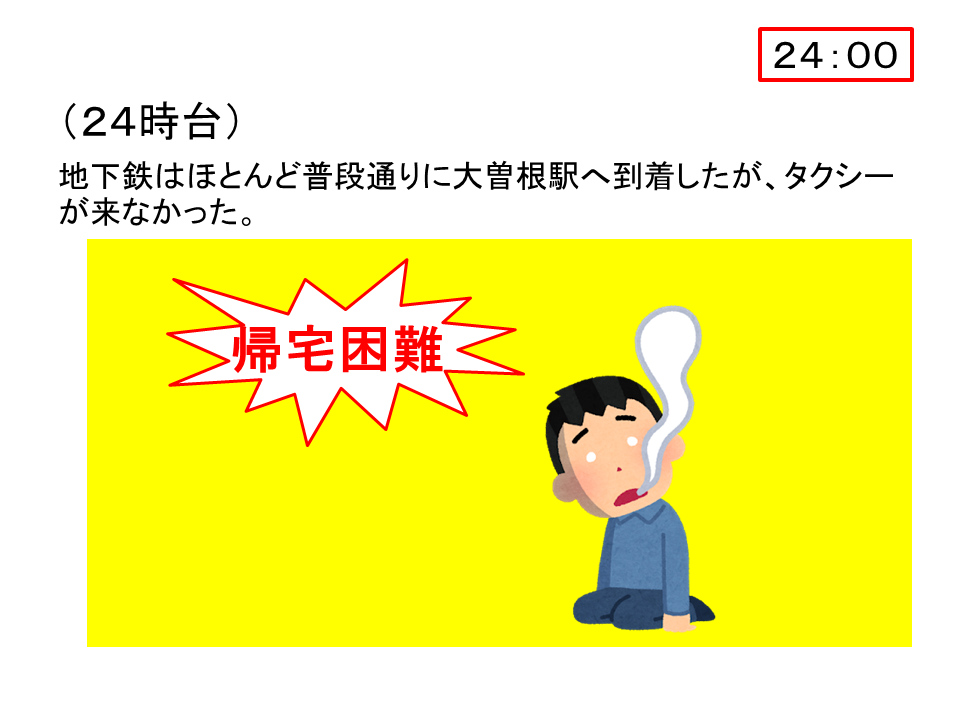 ２４：００
（２４時台）
地下鉄はほとんど普段通りに大曽根駅へ到着したが、タクシー
が来なかった。
帰宅困難